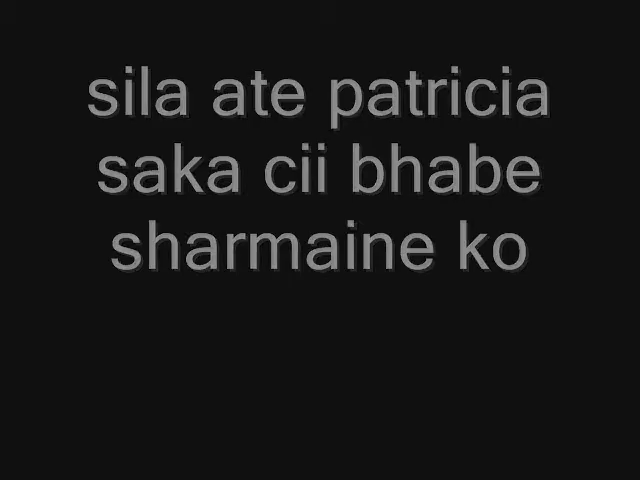 sila ate patricia
saka cii bhabe
sharmaine ko